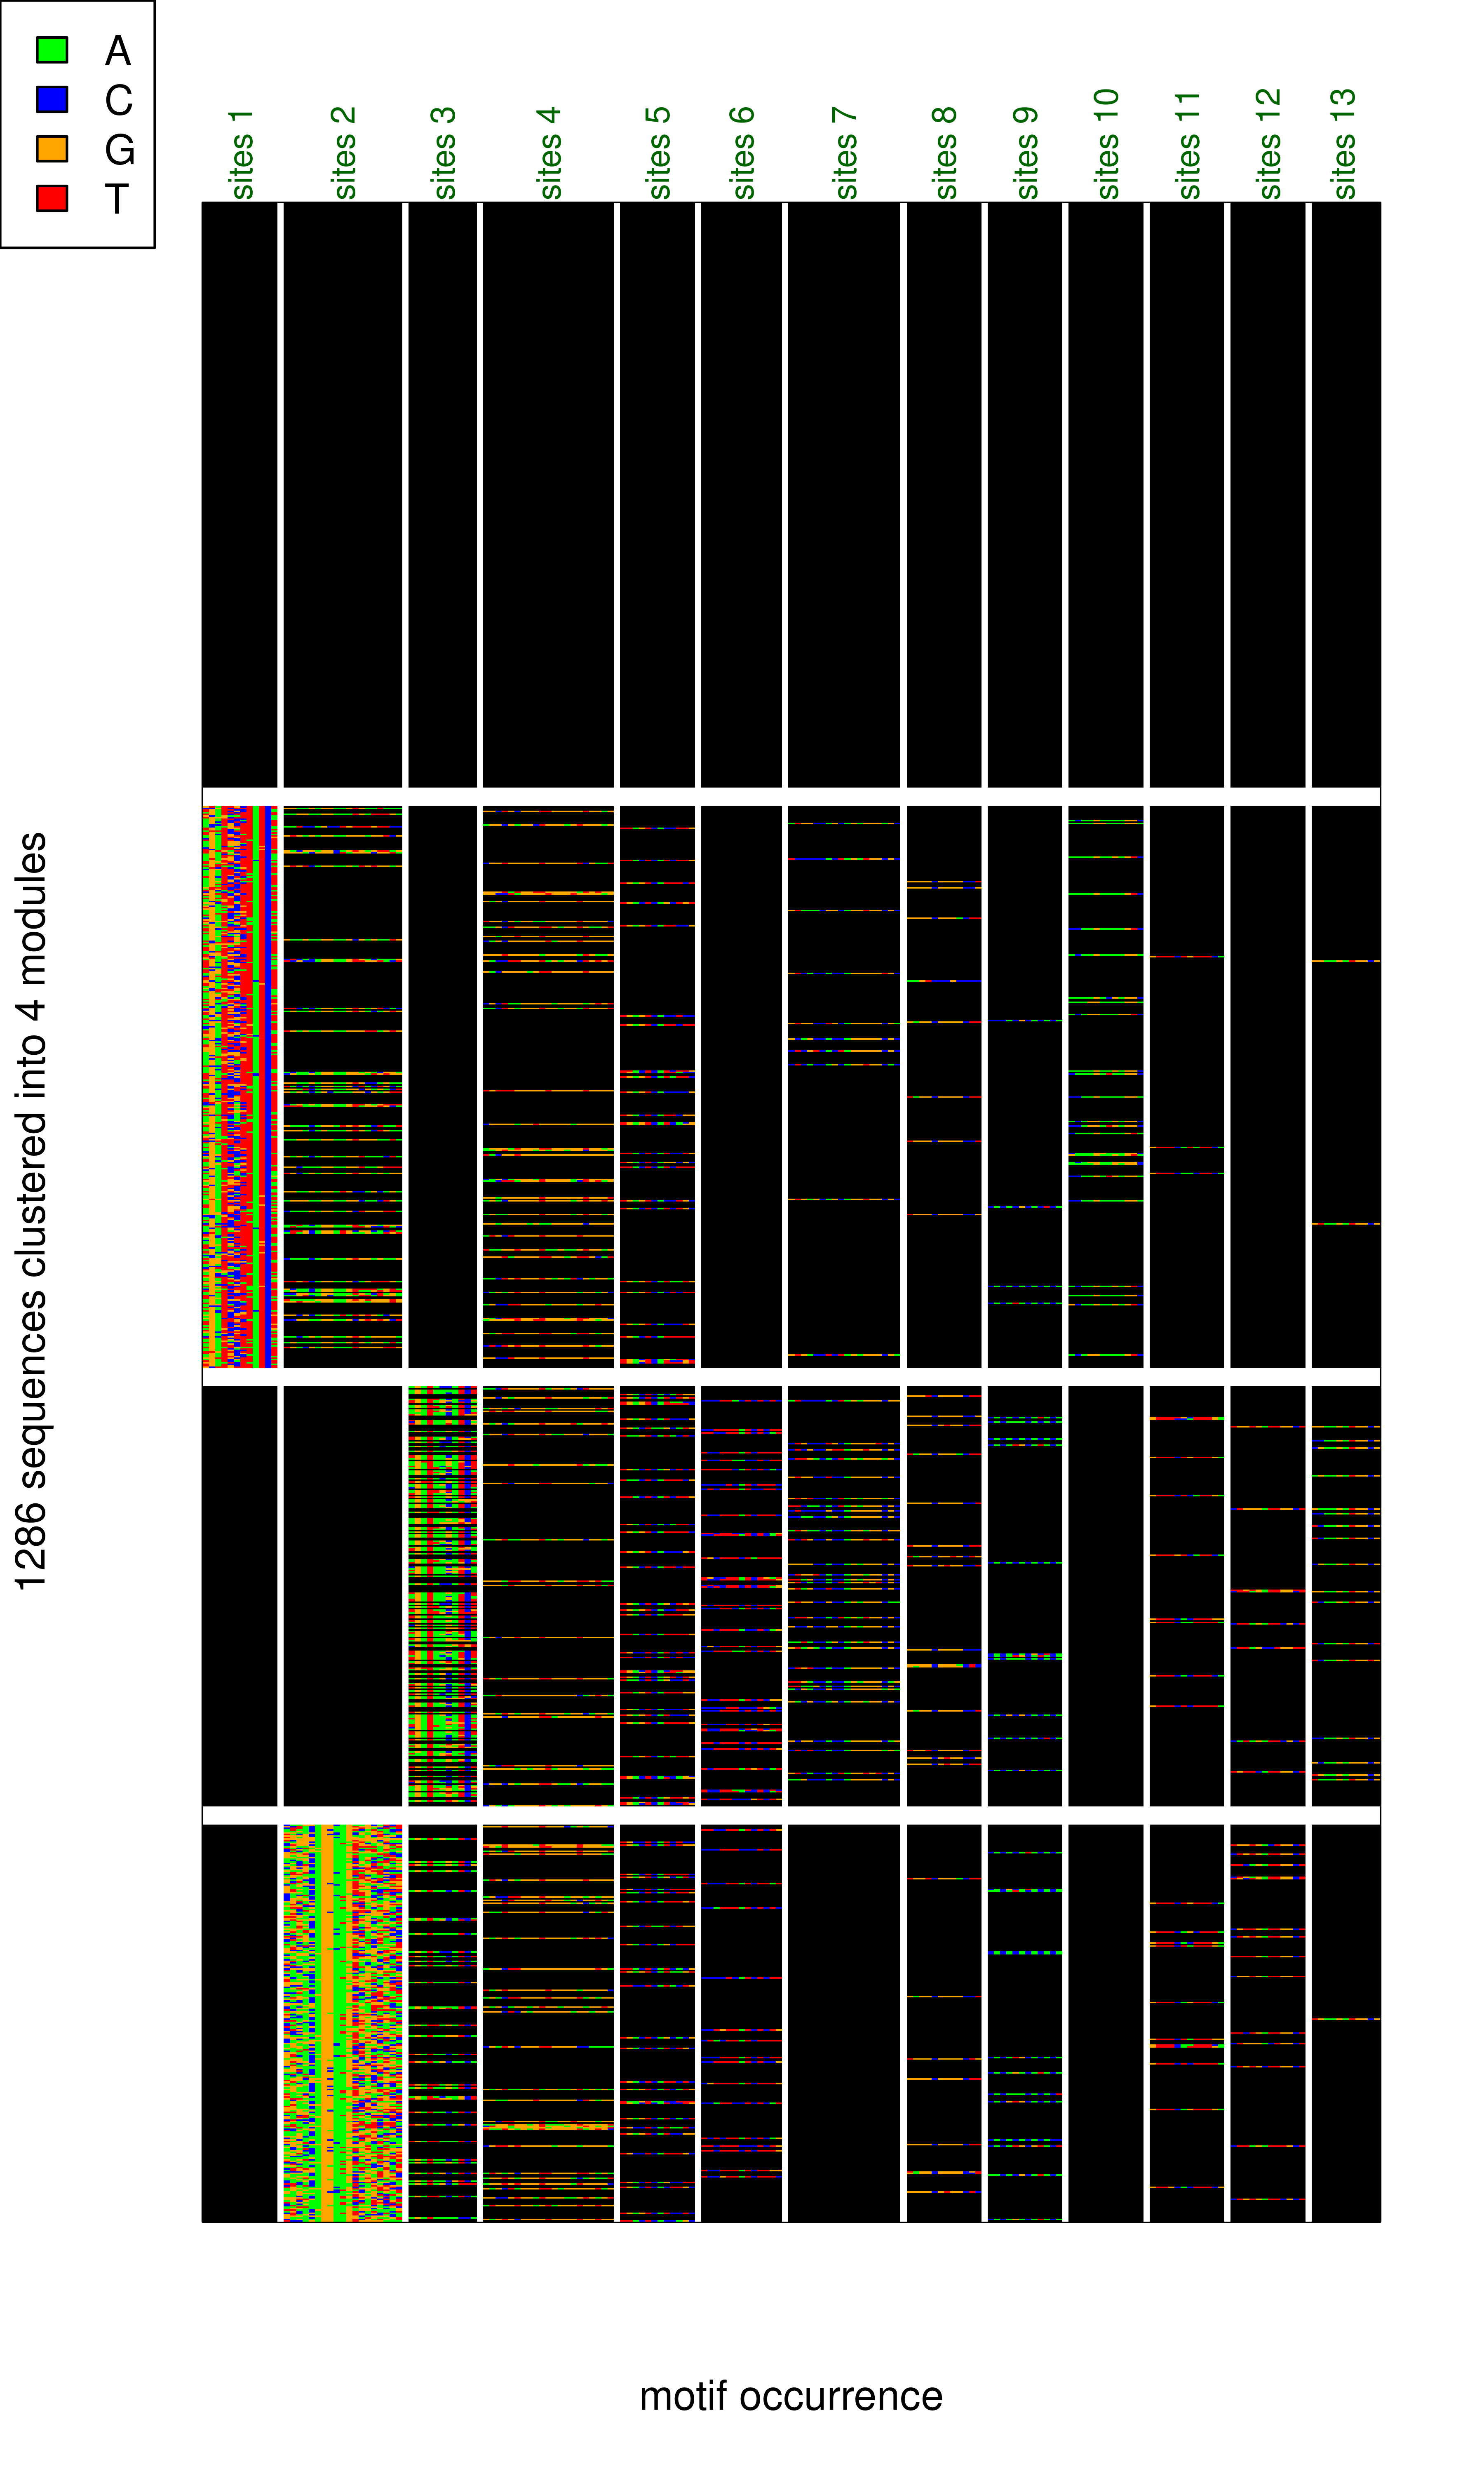 A
C
G
T
sites 1
sites 2
sites 3
sites 4
sites 5
sites 6
sites 7
sites 8
sites 9
sites 10
sites 11
sites 12
sites 13
1286 sequences clustered into 4 modules
motif occurrence